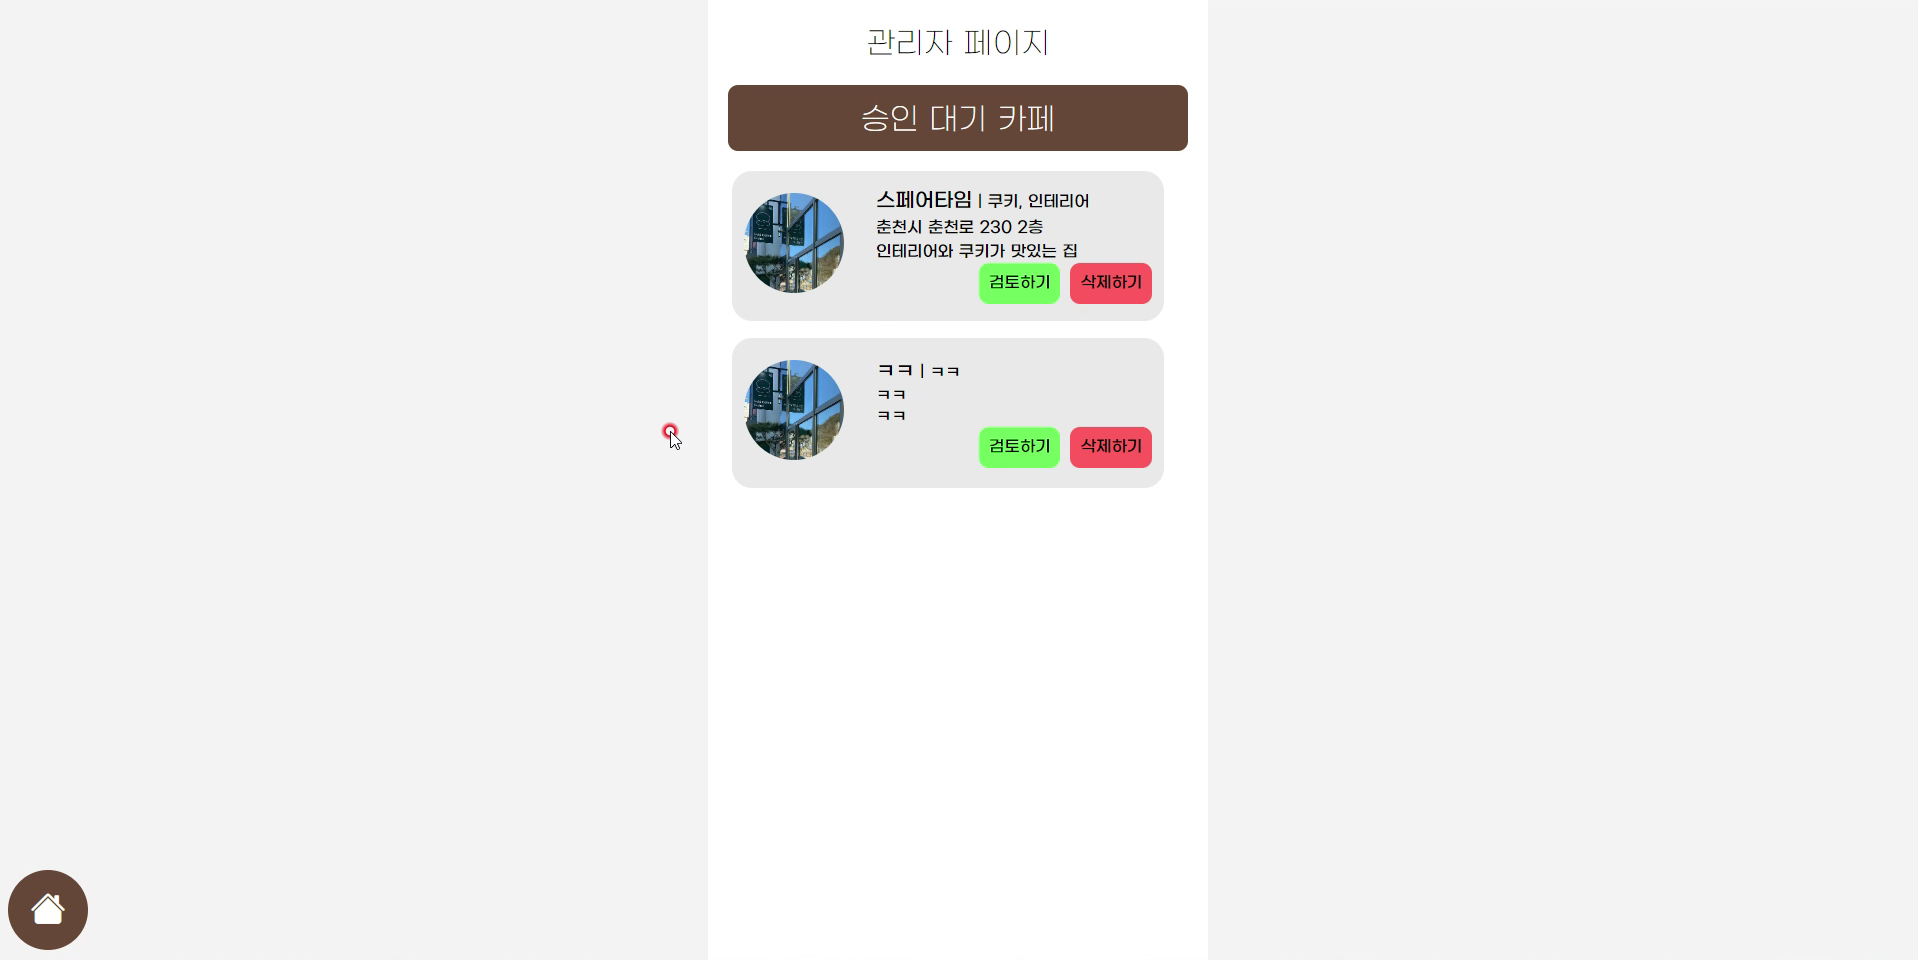 관리자 페이지
승인 대기 카페
스페어타임 | 쿠키, 인테리어
춘천시 춘천로 230 2층
인테리어와 쿠키가 맛있는 집
검토하기 삭제하기
ㅋㅋ | ㅋㅋ
ㅋㅋ
ㅋㅋ
검토하기 삭제하기